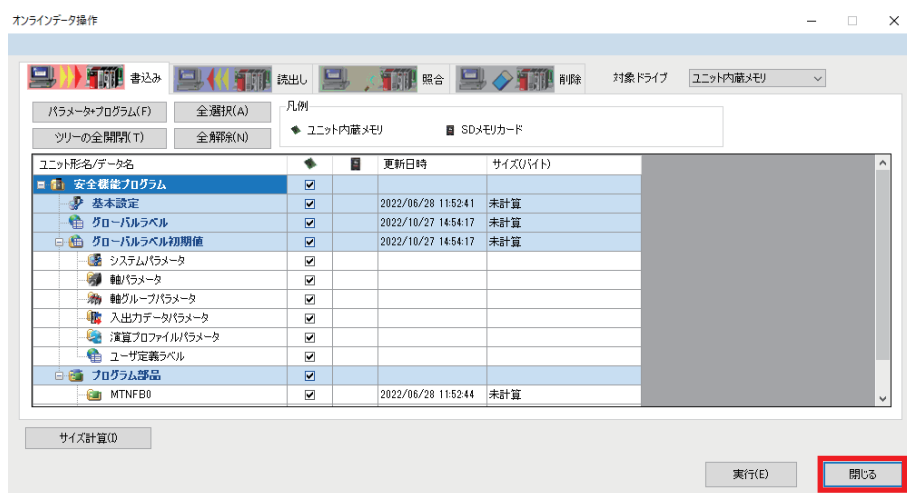 オンラインデータ操作
書込み 読出し 照合 削除 対象ドライブ ユニット内蔵メモリ
パラメータ+プログラム(F) 全選択(A) 凡例
ユニット内蔵メモリ SDメモリカード
ツリーの全開閉(T) 全解除(N)
ユニット形名/データ名 更新日時 サイズ(バイト)
安全機能プログラム
基本設定 2022/06/28 11:52:41 未計算
グローバルラベル 2022/10/27 14:54:17 未計算
グローバルラベル初期値 2022/10/27 14:54:17 未計算
システムパラメータ
軸パラメータ
軸グループパラメータ
入出力データパラメータ
演算プロファイルパラメータ
ユーザ定義ラベル
プログラム部品
MTNFB0 2022/06/28 11:52:44 未計算
サイズ計算(I)
実行(E) 閉じる